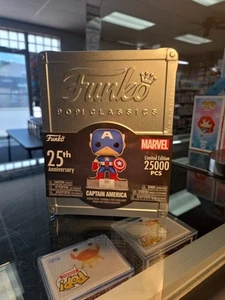 Funko
POP! CLASSICS
Funko
MARVEL
25th
Anniversary
Limited Edition
25000
PCS
CAPTAIN AMERICA